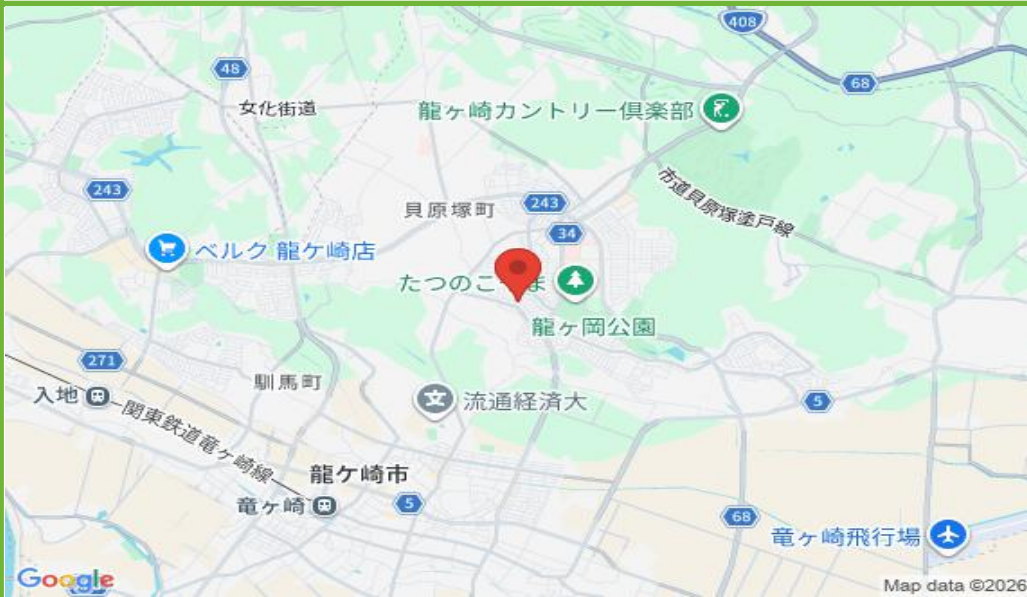 408
48
68
女化街道
龍ヶ崎カントリー倶楽部
市道貝原塚塗戸線
243
貝原塚町
243
34
ベルク 龍ケ崎店
たつのこ
ま
龍ヶ岡公園
271
入地
馴馬町
5
流通経済大
関東鉄道竜ヶ崎線
龍ケ崎市
竜ヶ崎
5
68
竜ヶ崎飛行場
Google
Map data ©2026